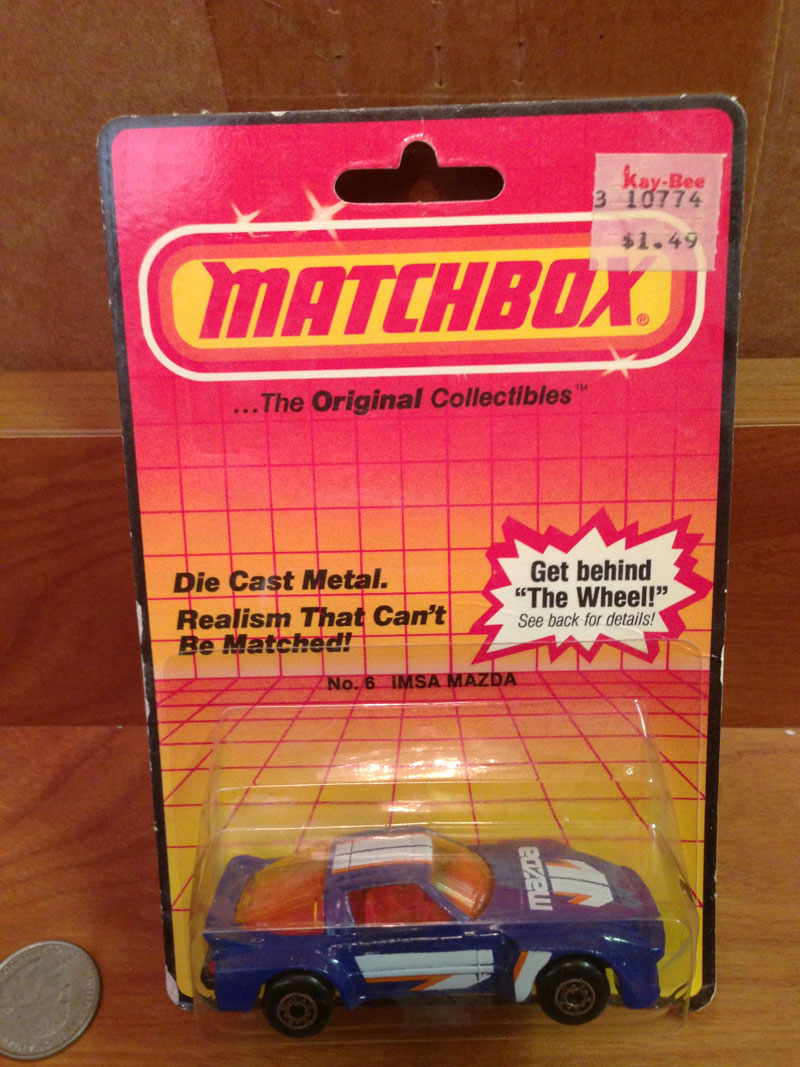 Kay-Bee
3 10774
$1.49
MATCHBOX®
...The Original Collectibles™
Die Cast Metal.
Realism That Can't
Be Matched!
Get behind
"The Wheel!"
See back for details!
No. 6 IMSA MAZDA
mazda